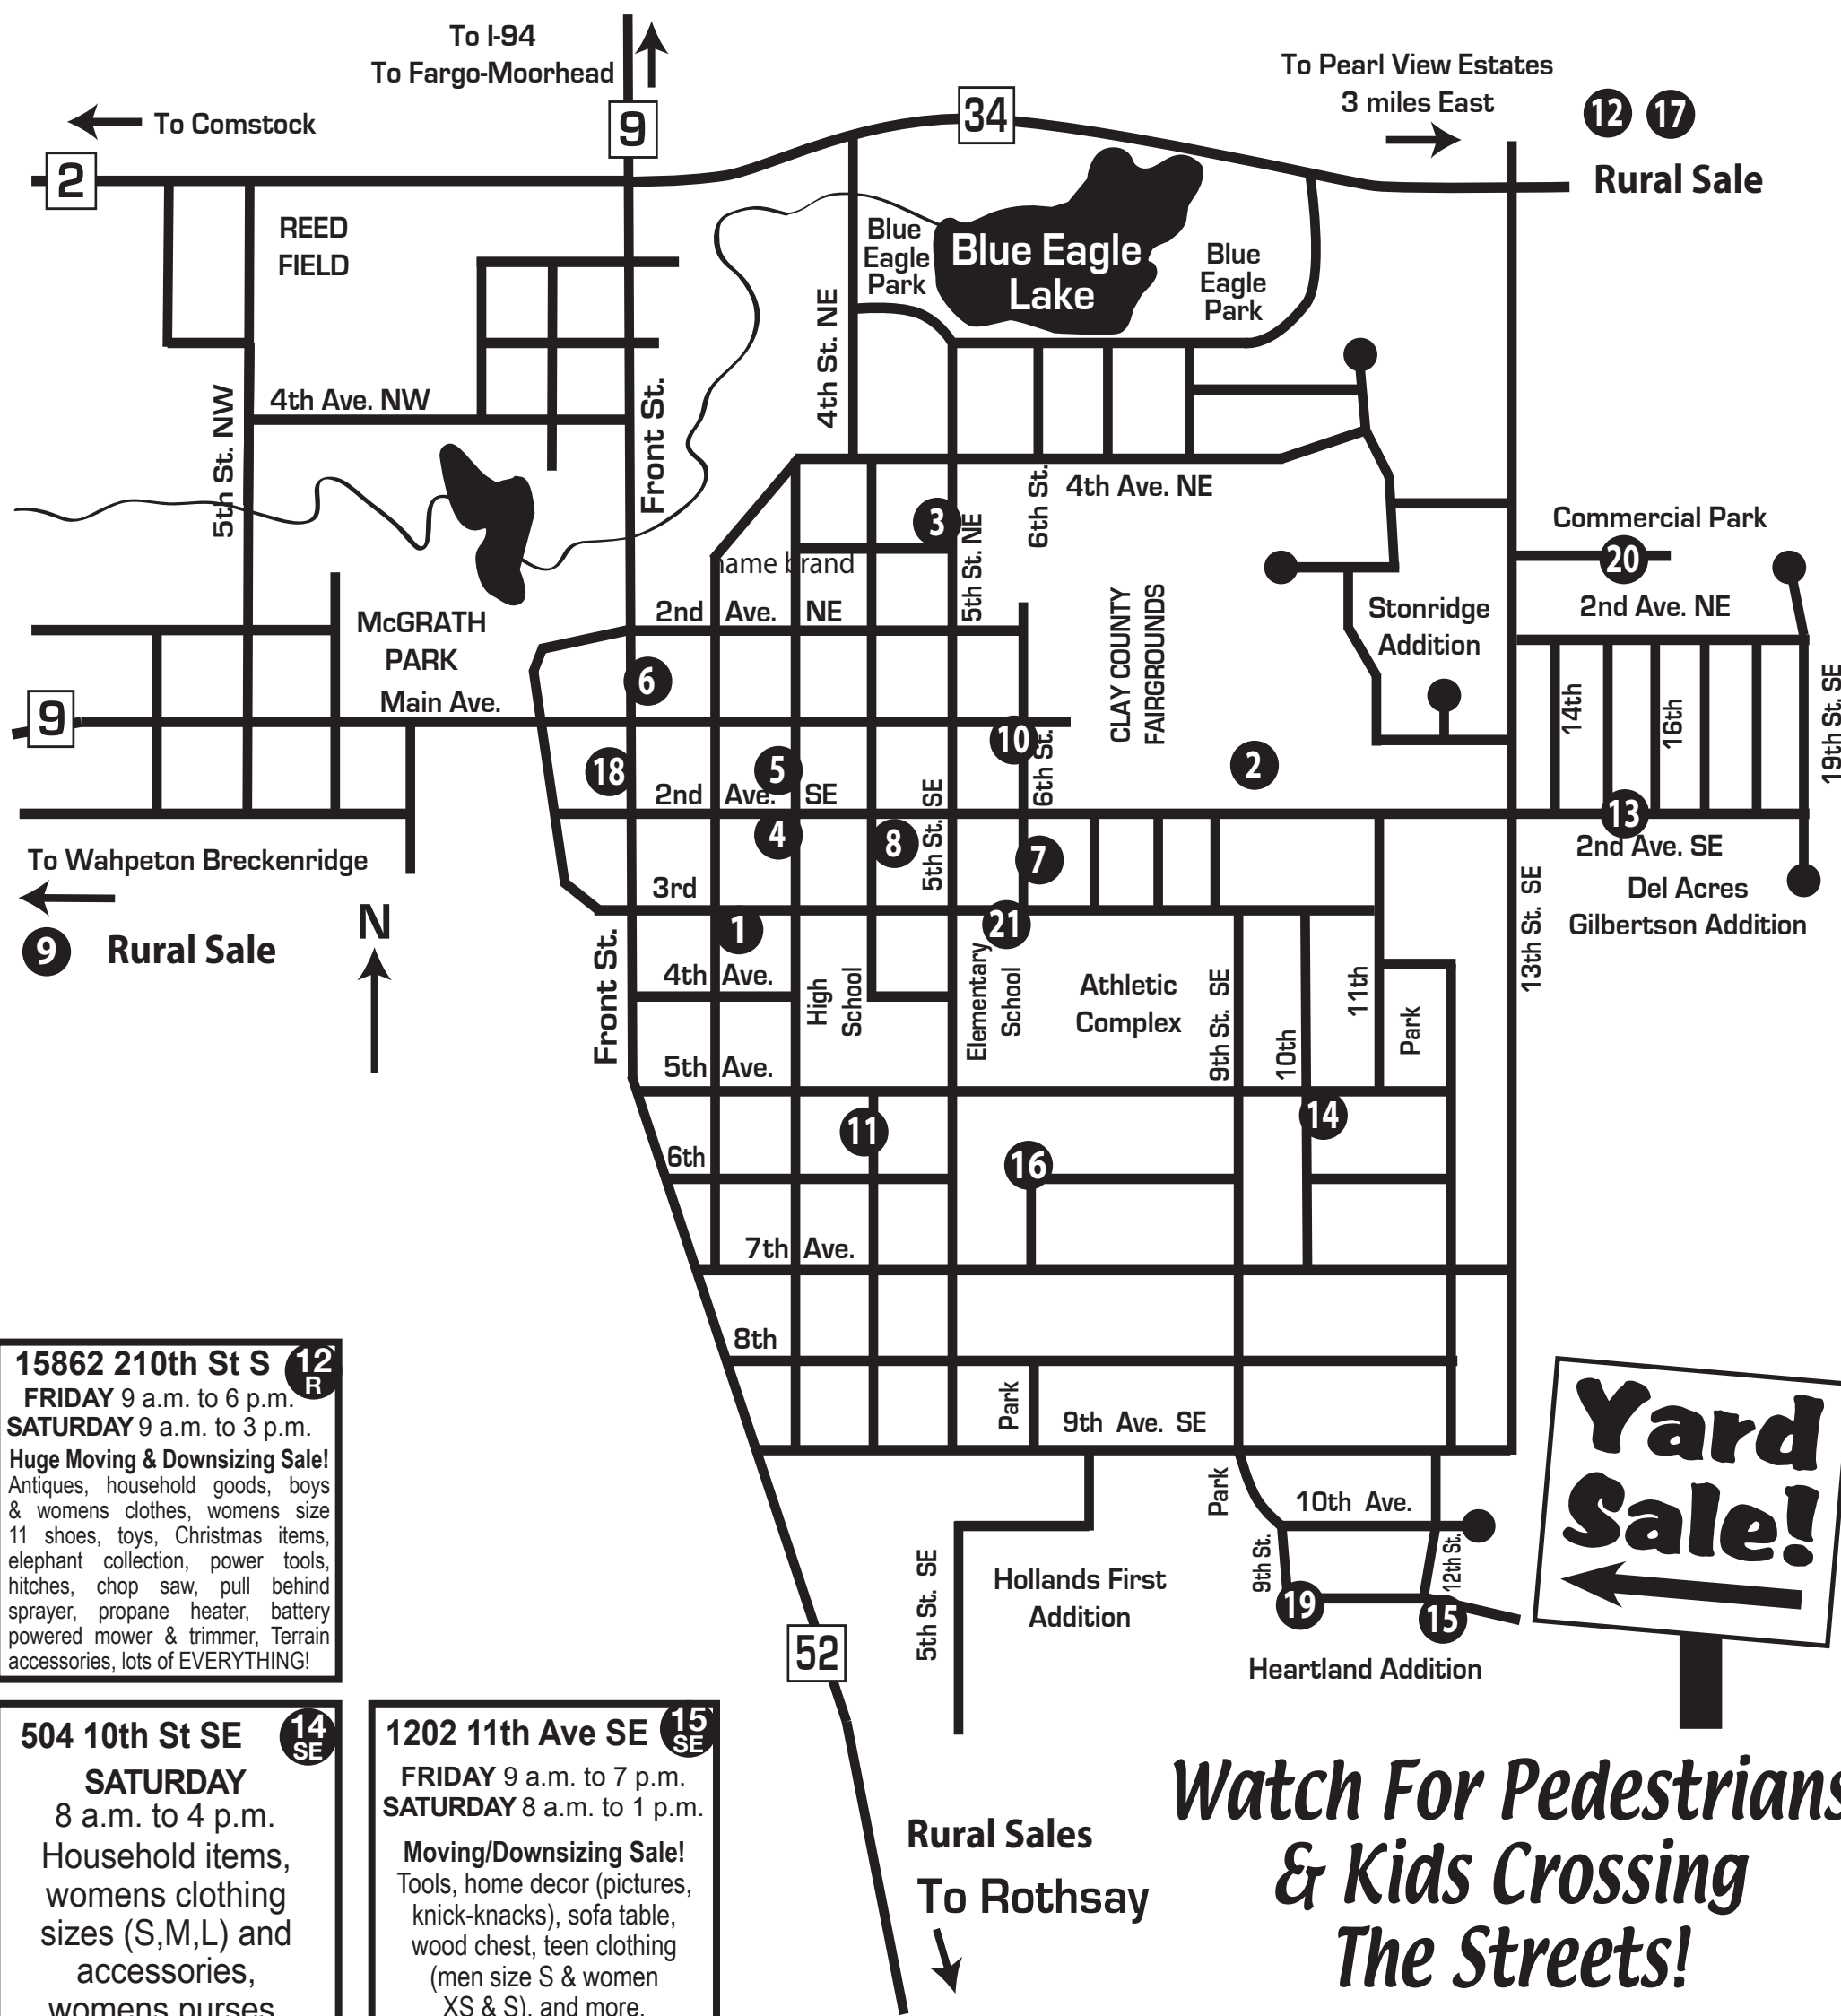 To I-94
To Fargo-Moorhead
To Pearl View Estates
3 miles East
12 17
Rural Sale
To Comstock
9
34
2
REED
FIELD
Blue
Eagle
Park
Blue Eagle
Lake
Blue
Eagle
Park
4th St. NE
5th St. NW
4th Ave. NW
Front St.
4th Ave. NE
6th St.
3
5th St. NE
Commercial Park
20
name brand
2nd Ave. NE
2nd Ave. NE
McGRATH
PARK
CLAY COUNTY
FAIRGROUNDS
Stonridge
Addition
6
Main Ave.
9
14th
16th
19th St. SE
18
5
10
6th St.
2
2nd Ave. SE
4
8
5th St. SE
7
13
2nd Ave. SE
To Wahpeton Breckenridge
9 Rural Sale
N
3rd
Del Acres
Gilbertson Addition
13th St. SE
1
21
Front St.
4th Ave.
High
School
Elementary
School
Athletic
Complex
9th St. SE
10th
11th
Park
5th Ave.
11
14
6th
16
7th Ave.
8th
Park
9th Ave. SE
Park
10th Ave.
5th St. SE
Hollands First
Addition
9th St.
12th St.
19
15
Heartland Addition
52
Yard
Sale!
15862 210th St S
12
R
FRIDAY 9 a.m. to 6 p.m.
SATURDAY 9 a.m. to 3 p.m.
Huge Moving & Downsizing Sale!
Antiques, household goods, boys
& womens clothes, womens size
11 shoes, toys, Christmas items,
elephant collection, power tools,
hitches, chop saw, pull behind
sprayer, propane heater, battery
powered mower & trimmer, Terrain
accessories, lots of EVERYTHING!
504 10th St SE
14
SE
SATURDAY
8 a.m. to 4 p.m.
Household items,
womens clothing
sizes (S,M,L) and
accessories,
womens purses,
1202 11th Ave SE
15
SE
FRIDAY 9 a.m. to 7 p.m.
SATURDAY 8 a.m. to 1 p.m.
Moving/Downsizing Sale!
Tools, home decor (pictures,
knick-knacks), sofa table,
wood chest, teen clothing
(men size S & women
XS & S), and more.
Rural Sales
To Rothsay
Watch For Pedestrians
& Kids Crossing
The Streets!